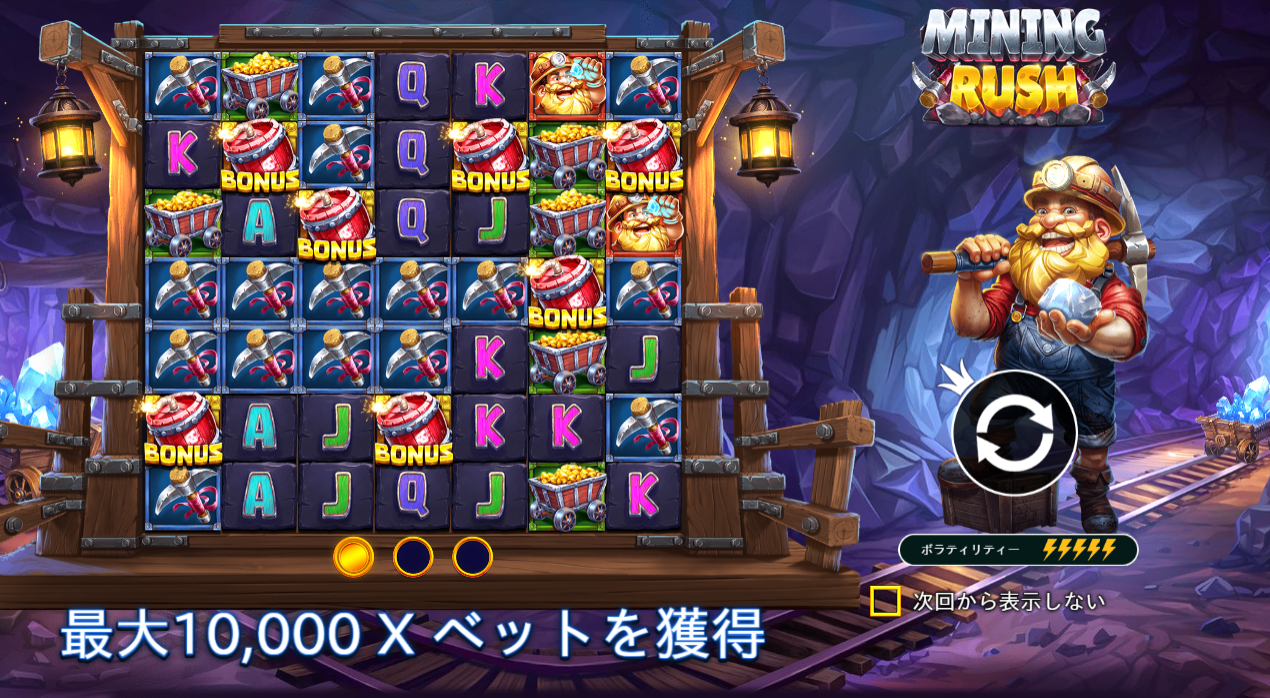 MINING
RUSH
Q K
K BONUS Q BONUS BONUS
A BONUS Q J
BONUS
K J
BONUS A J BONUS K K
A J Q J K
ボラティリティー
次回から表示しない
最大10,000 X ベットを獲得